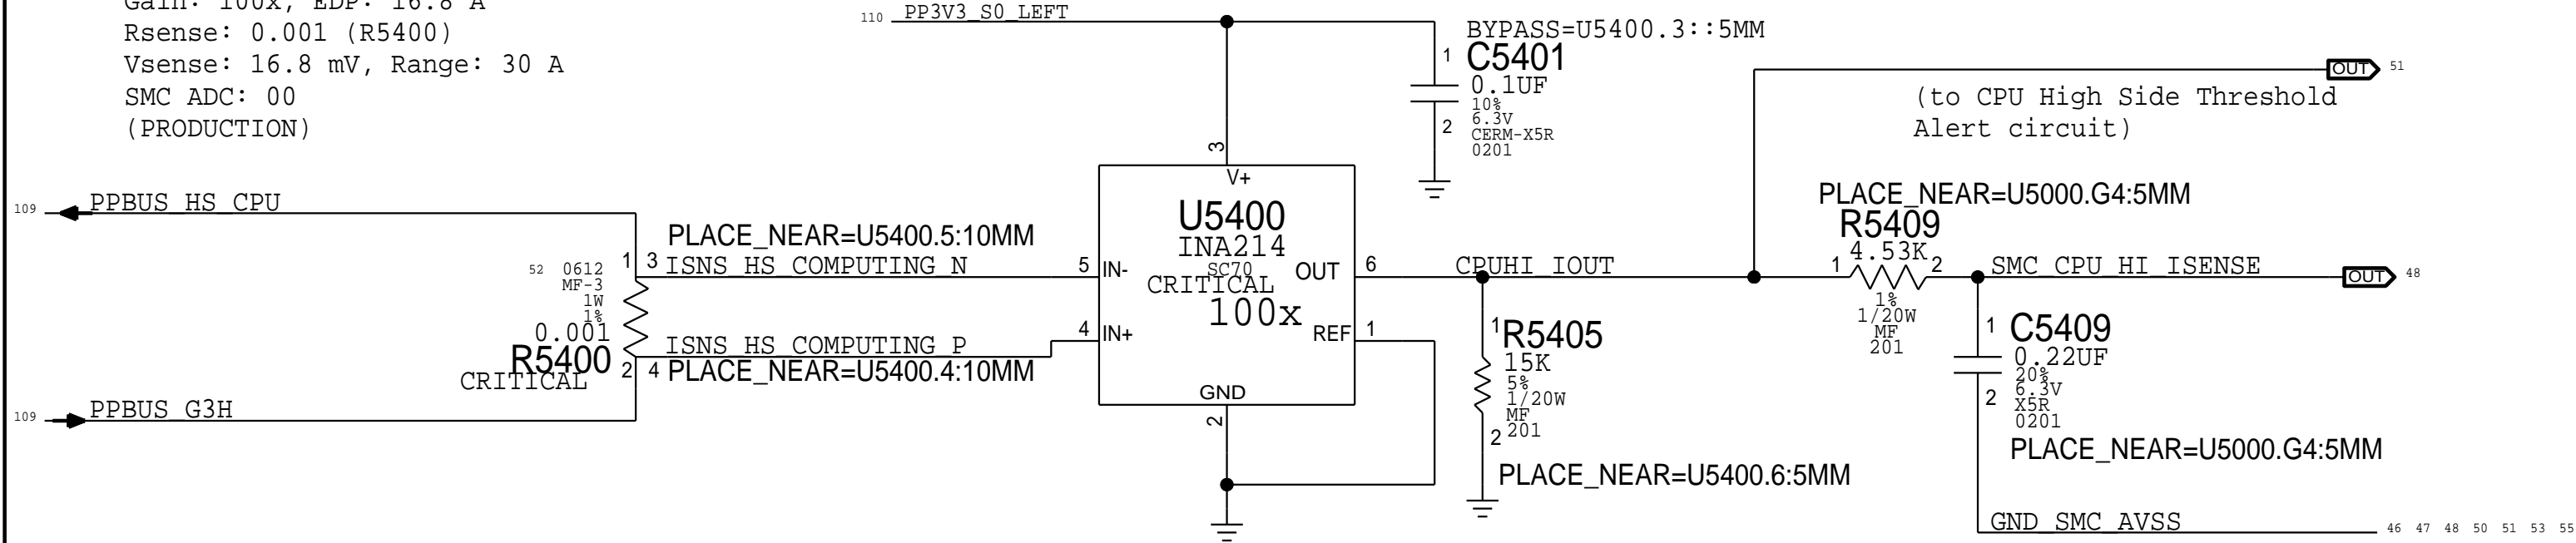 Gain: 100x, EDP: 16.8 A
Rsense: 0.001 (R5400)
Vsense: 16.8 mV, Range: 30 A
SMC ADC: 00
(PRODUCTION)
110 PP3V3_S0_LEFT
BYPASS=U5400.3::5MM
1 C5401
0.1UF
10%
6.3V
2 CERM-X5R
0201
OUT 51
(to CPU High Side Threshold
Alert circuit)
109 PPBUS_HS_CPU
PLACE_NEAR=U5400.5:10MM
1 3 ISNS_HS_COMPUTING_N
52 0612
MF-3
1W
1%
0.001
R5400
CRITICAL
ISNS_HS_COMPUTING_P
2 4 PLACE_NEAR=U5400.4:10MM
109 PPBUS_G3H
3
V+
U5400
INA214
SC70
CRITICAL
100x
5 IN-
4 IN+
OUT 6
REF 1
GND
2
CPUHI_IOUT
1 R5405
15K
5%
1/20W
MF
201
2
PLACE_NEAR=U5400.6:5MM
PLACE_NEAR=U5000.G4:5MM
R5409
4.53K
1 2
1%
1/20W
MF
201
SMC_CPU_HI_ISENSE
OUT 48
1 C5409
0.22UF
20%
6.3V
2 X5R
0201
PLACE_NEAR=U5000.G4:5MM
GND_SMC_AVSS
46 47 48 50 51 53 55